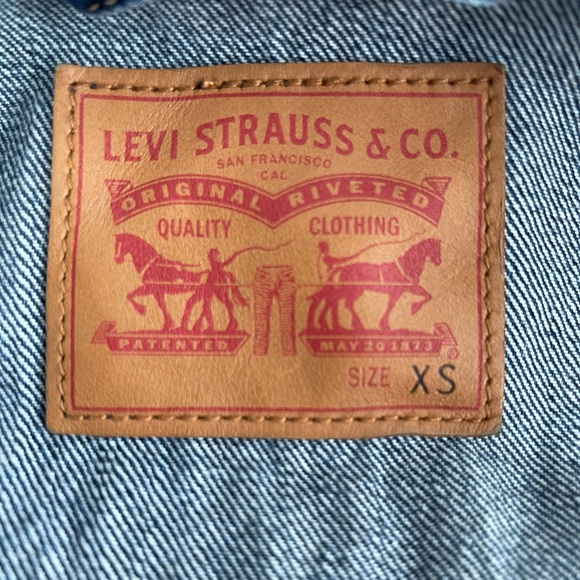 LEVI STRAUSS & CO.
SAN FRANCISCO
CAL.
ORIGINAL RIVETED
QUALITY CLOTHING
PATENTED MAY 20 1873
®
SIZE XS